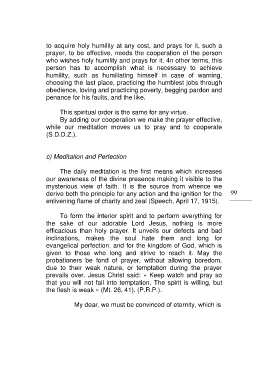 to acquire holy humility at any cost, and prays for it, such a
prayer, to be effective, needs the cooperation of the person
who wishes holy humility and prays for it. 4n other terms, this
person has to accomplish what is necessary to achieve
humility, such as humiliating himself in case of warning,
choosing the last place, practicing the humblest jobs through
obedience, loving and practicing poverty, begging pardon and
penance for his faults, and the like.
This spiritual order is the same for any virtue.
By adding our cooperation we make the prayer effective,
while our meditation moves us to pray and to cooperate
(S.D.D.Z.).
c) Meditation and Perfection
The daily meditation is the first means which increases
our awareness of the divine presence making it visible to the
mysterious view of faith. It is the source from whence we
derive both the principle for any action and the ignition for the
enlivening flame of charity and zeal (Speech, April 17, 1915).
99
To form the interior spirit and to perform everything for
the sake of our adorable Lord Jesus, nothing is more
efficacious than holy prayer. It unveils our defects and bad
inclinations, makes the soul hate them and long for
evangelical perfection, and for the kingdom of God, which is
given to those who long and strive to reach it. May the
probationers be fond of prayer, without allowing boredom,
due to their weak nature, or temptation during the prayer
prevails over. Jesus Christ said: « Keep watch and pray so
that you will not fall into temptation. The spirit is willing, but
the flesh is weak » (Mt. 26, 41). (P.R.P.).
My dear, we must be convinced of eternity, which is